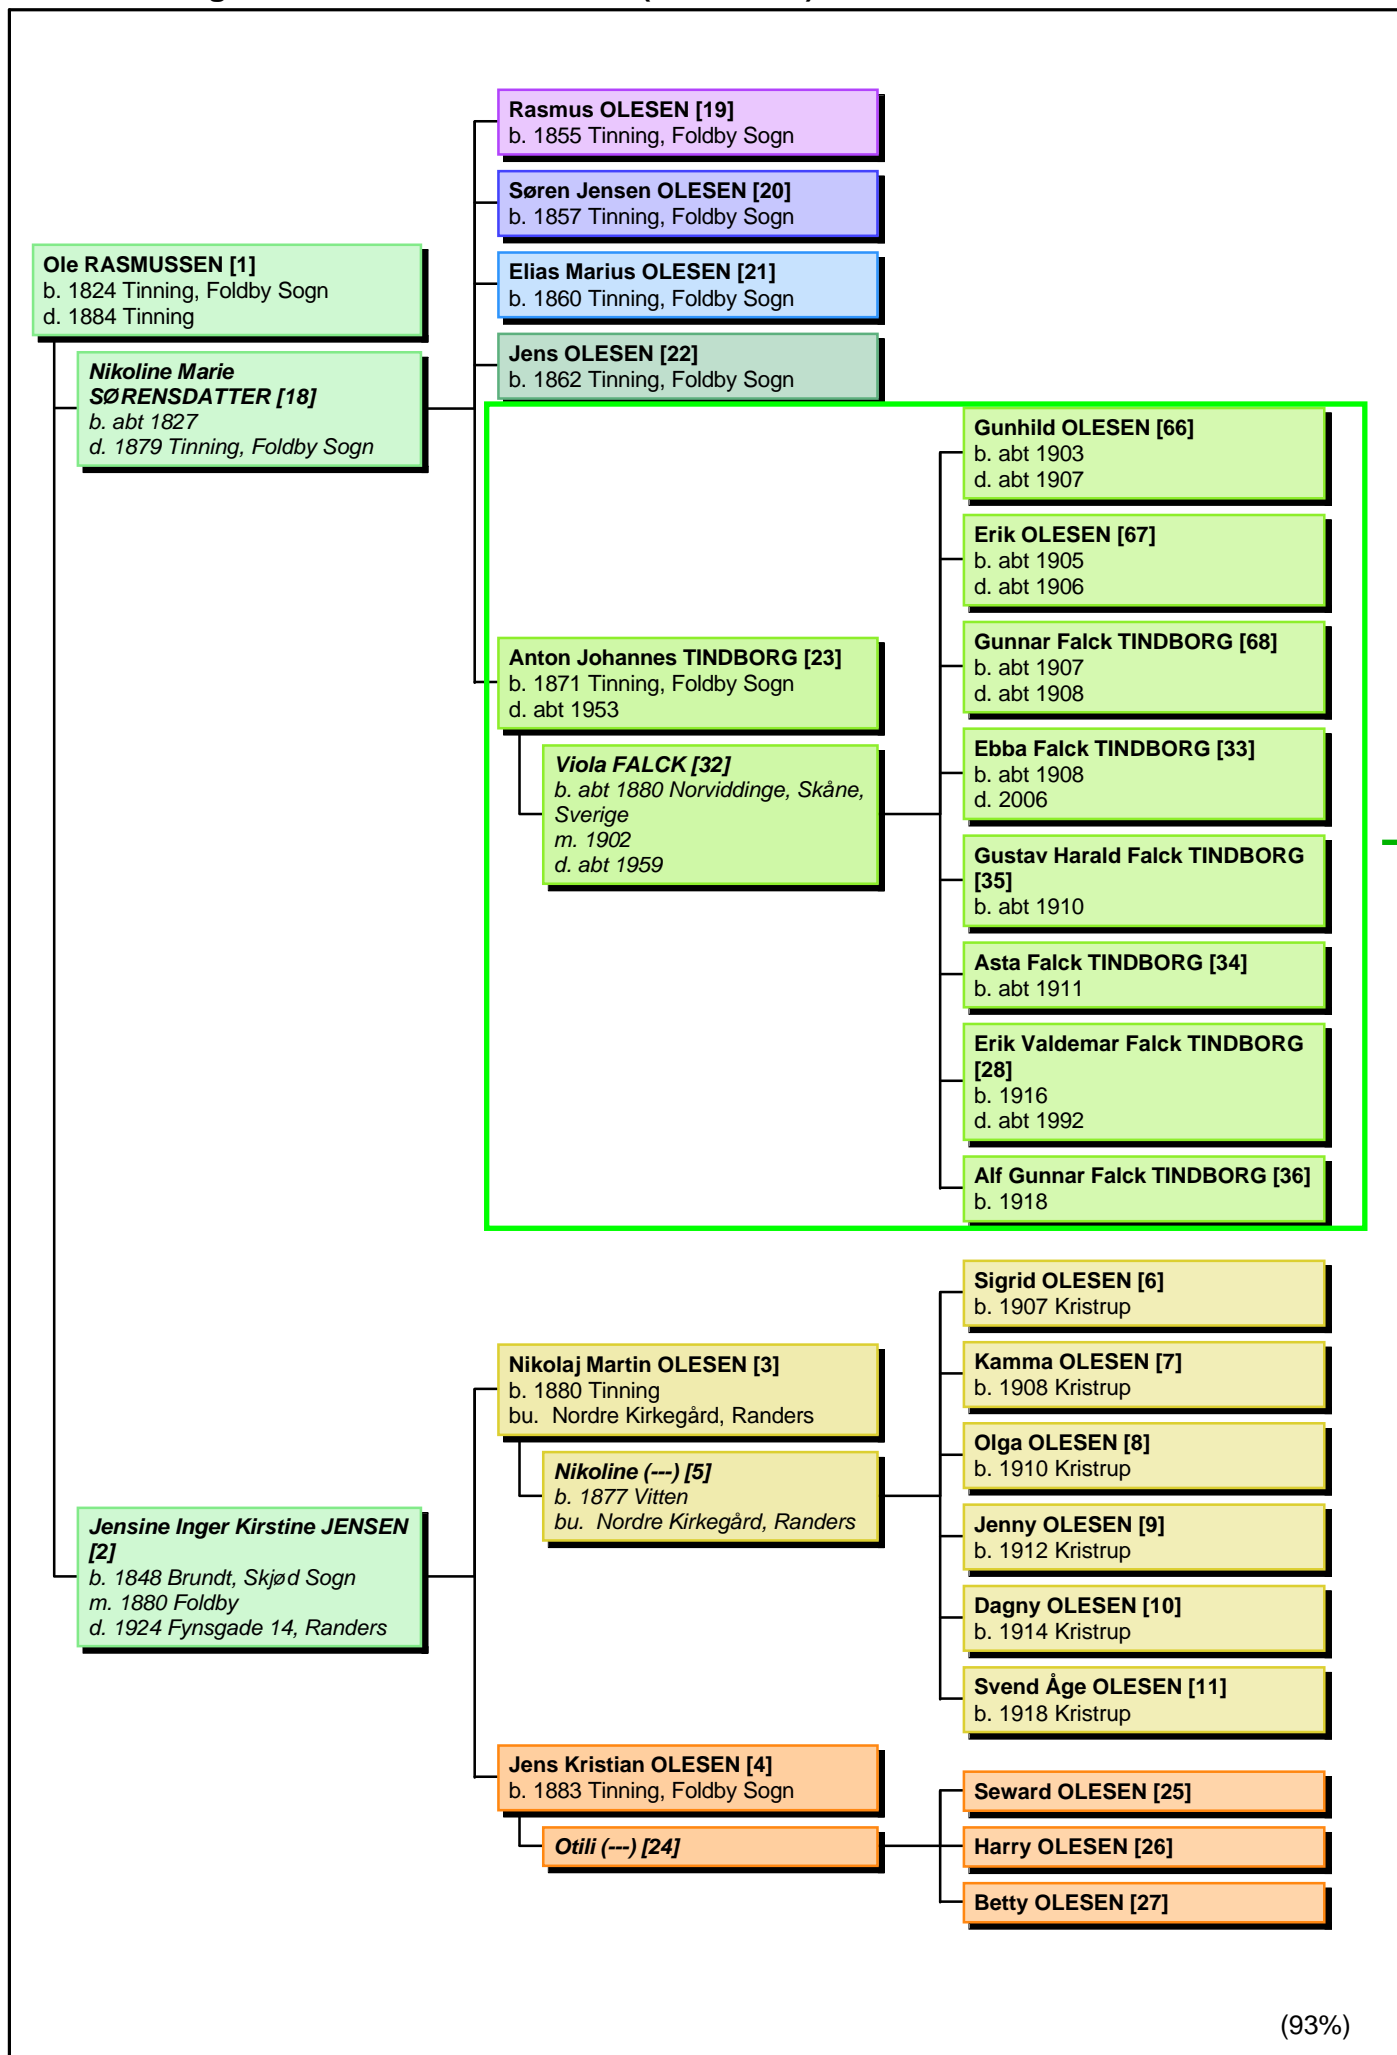 Rasmus OLESEN [19]
b. 1855 Tinning, Foldby Sogn
Søren Jensen OLESEN [20]
b. 1857 Tinning, Foldby Sogn
Ole RASMUSSEN [1]
b. 1824 Tinning, Foldby Sogn
d. 1884 Tinning
Elias Marius OLESEN [21]
b. 1860 Tinning, Foldby Sogn
Jens OLESEN [22]
b. 1862 Tinning, Foldby Sogn
Nikoline Marie
SØRENSDATTER [18]
b. abt 1827
d. 1879 Tinning, Foldby Sogn
Gunhild OLESEN [66]
b. abt 1903
d. abt 1907
Erik OLESEN [67]
b. abt 1905
d. abt 1906
Gunnar Falck TINDBORG [68]
b. abt 1907
d. abt 1908
Anton Johannes TINDBORG [23]
b. 1871 Tinning, Foldby Sogn
d. abt 1953
Ebba Falck TINDBORG [33]
b. abt 1908
d. 2006
Viola FALCK [32]
b. abt 1880 Norviddinge, Skåne,
Sverige
m. 1902
d. abt 1959
Gustav Harald Falck TINDBORG
[35]
b. abt 1910
Asta Falck TINDBORG [34]
b. abt 1911
Erik Valdemar Falck TINDBORG
[28]
b. 1916
d. abt 1992
Alf Gunnar Falck TINDBORG [36]
b. 1918
Sigrid OLESEN [6]
b. 1907 Kristrup
Nikolaj Martin OLESEN [3]
b. 1880 Tinning
bu.  Nordre Kirkegård, Randers
Kamma OLESEN [7]
b. 1908 Kristrup
Olga OLESEN [8]
b. 1910 Kristrup
Nikoline (---) [5]
b. 1877 Vitten
bu.  Nordre Kirkegård, Randers
Jenny OLESEN [9]
b. 1912 Kristrup
Jensine Inger Kirstine JENSEN
[2]
b. 1848 Brundt, Skjød Sogn
m. 1880 Foldby
d. 1924 Fynsgade 14, Randers
Dagny OLESEN [10]
b. 1914 Kristrup
Svend Åge OLESEN [11]
b. 1918 Kristrup
Jens Kristian OLESEN [4]
b. 1883 Tinning, Foldby Sogn
Seward OLESEN [25]
Otili (---) [24]
Harry OLESEN [26]
Betty OLESEN [27]
(93%)